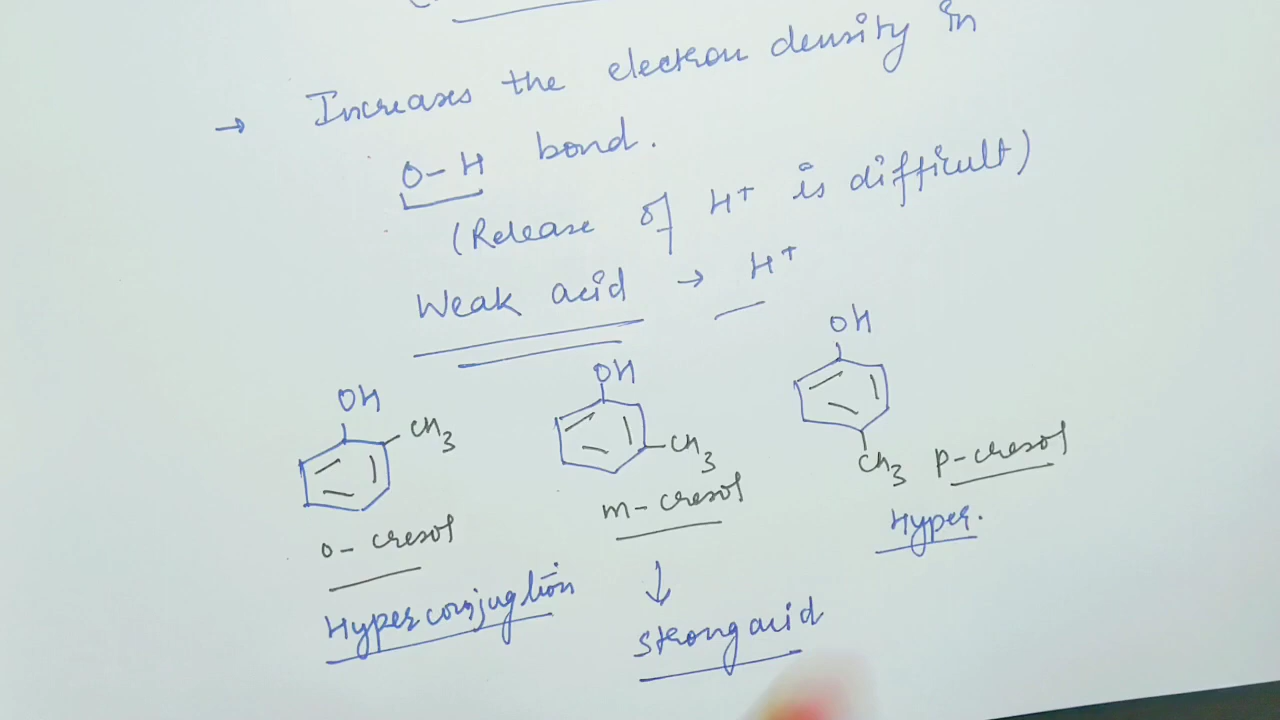 → Increases the electron density in
O-H bond.
(Release of H+ is difficult)
Weak acid → H+
OH
CH3
o-cresol
Hyperconjugtion
OH
CH3
m-cresol
↓
strong acid
OH
CH3
p-cresol
Hyper.